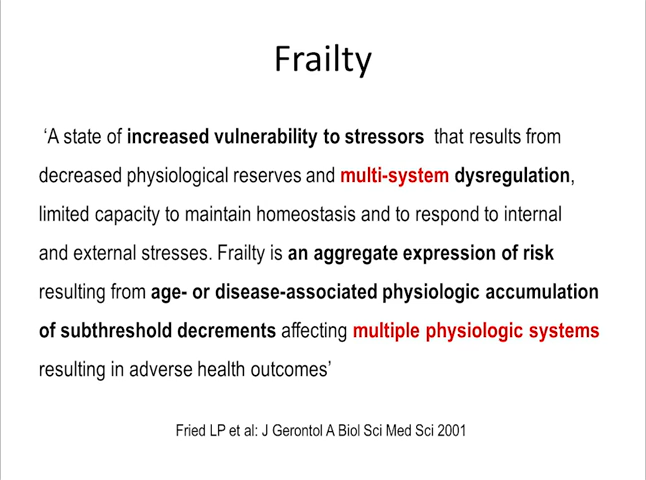 Frailty
‘A state of increased vulnerability to stressors that results from
decreased physiological reserves and multi-system dysregulation,
limited capacity to maintain homeostasis and to respond to internal
and external stresses. Frailty is an aggregate expression of risk
resulting from age- or disease-associated physiologic accumulation
of subthreshold decrements affecting multiple physiologic systems
resulting in adverse health outcomes’
Fried LP et al: J Gerontol A Biol Sci Med Sci 2001